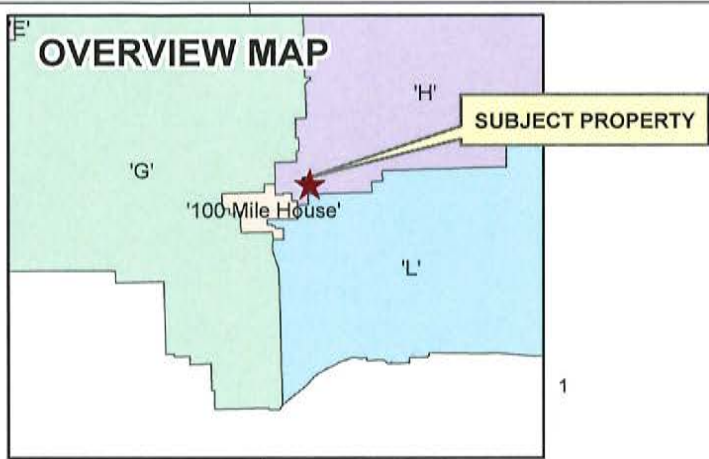 'E'
OVERVIEW MAP
'H'
SUBJECT PROPERTY
'G'
'100 Mile House'
'L'
1